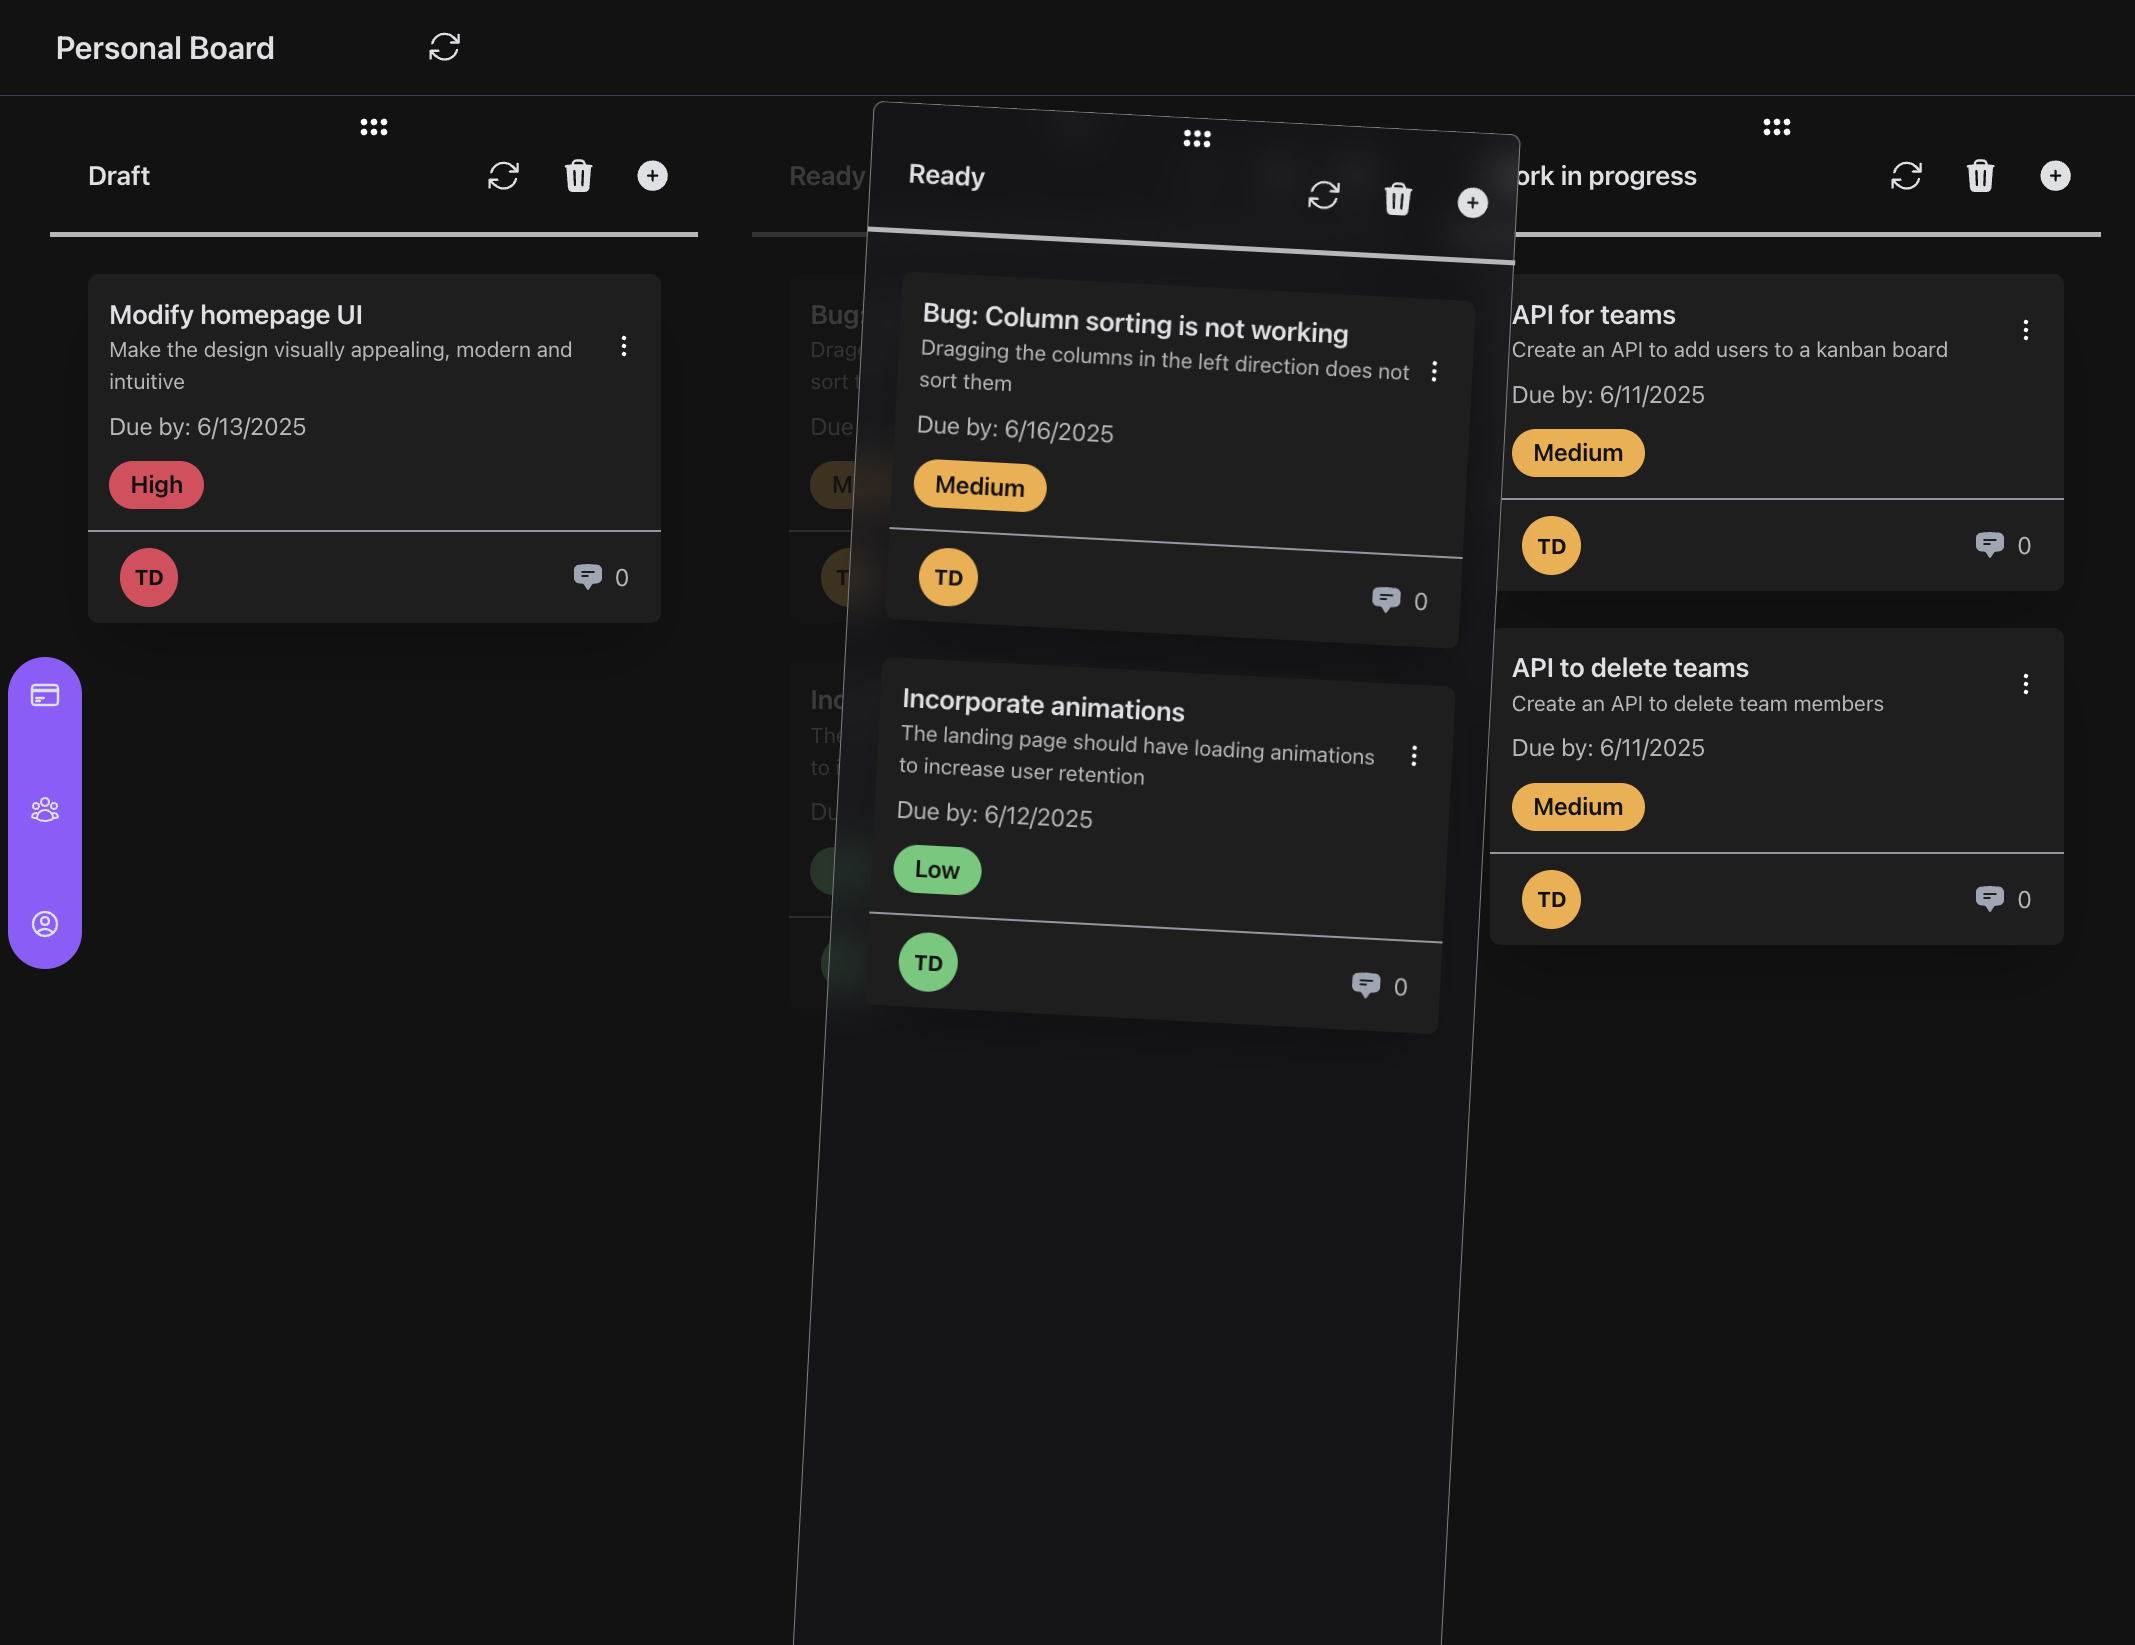 Personal Board
Draft
Modify homepage UI
Make the design visually appealing, modern and
intuitive
Due by: 6/13/2025
High
TD
0
Ready
Bug:
Drag
sort t
Due
M
T
Inc
The
to i
Du
Ready
Bug: Column sorting is not working
Dragging the columns in the left direction does not
sort them
Due by: 6/16/2025
Medium
TD
0
Incorporate animations
The landing page should have loading animations
to increase user retention
Due by: 6/12/2025
Low
TD
0
ork in progress
API for teams
Create an API to add users to a kanban board
Due by: 6/11/2025
Medium
TD
0
API to delete teams
Create an API to delete team members
Due by: 6/11/2025
Medium
TD
0